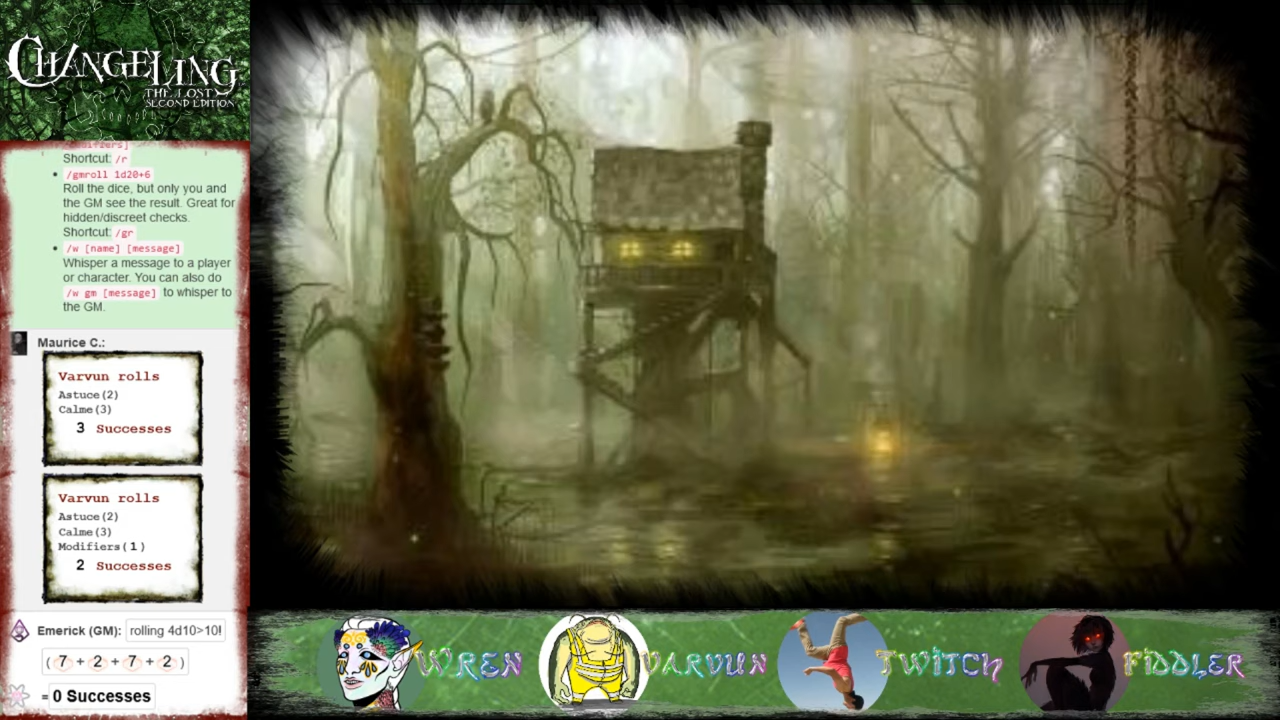 CHANGELING
THE LOST
SECOND EDITION
modifiers]
Shortcut: /r
/gmroll 1d20+6
Roll the dice, but only you and
the GM see the result. Great for
hidden/discreet checks.
Shortcut: /gr
/w [name] [message]
Whisper a message to a player
or character. You can also do
/w gm [message] to whisper to
the GM.
Maurice C.:
Varvun rolls
Astuce(2)
Calme(3)
3 Successes
Varvun rolls
Astuce(2)
Calme(3)
Modifiers(1)
2 Successes
Emerick (GM): rolling 4d10>10!
(7+2+7+2)
=0 Successes
WREN
VARVUN
TWITCH
FIDDLER